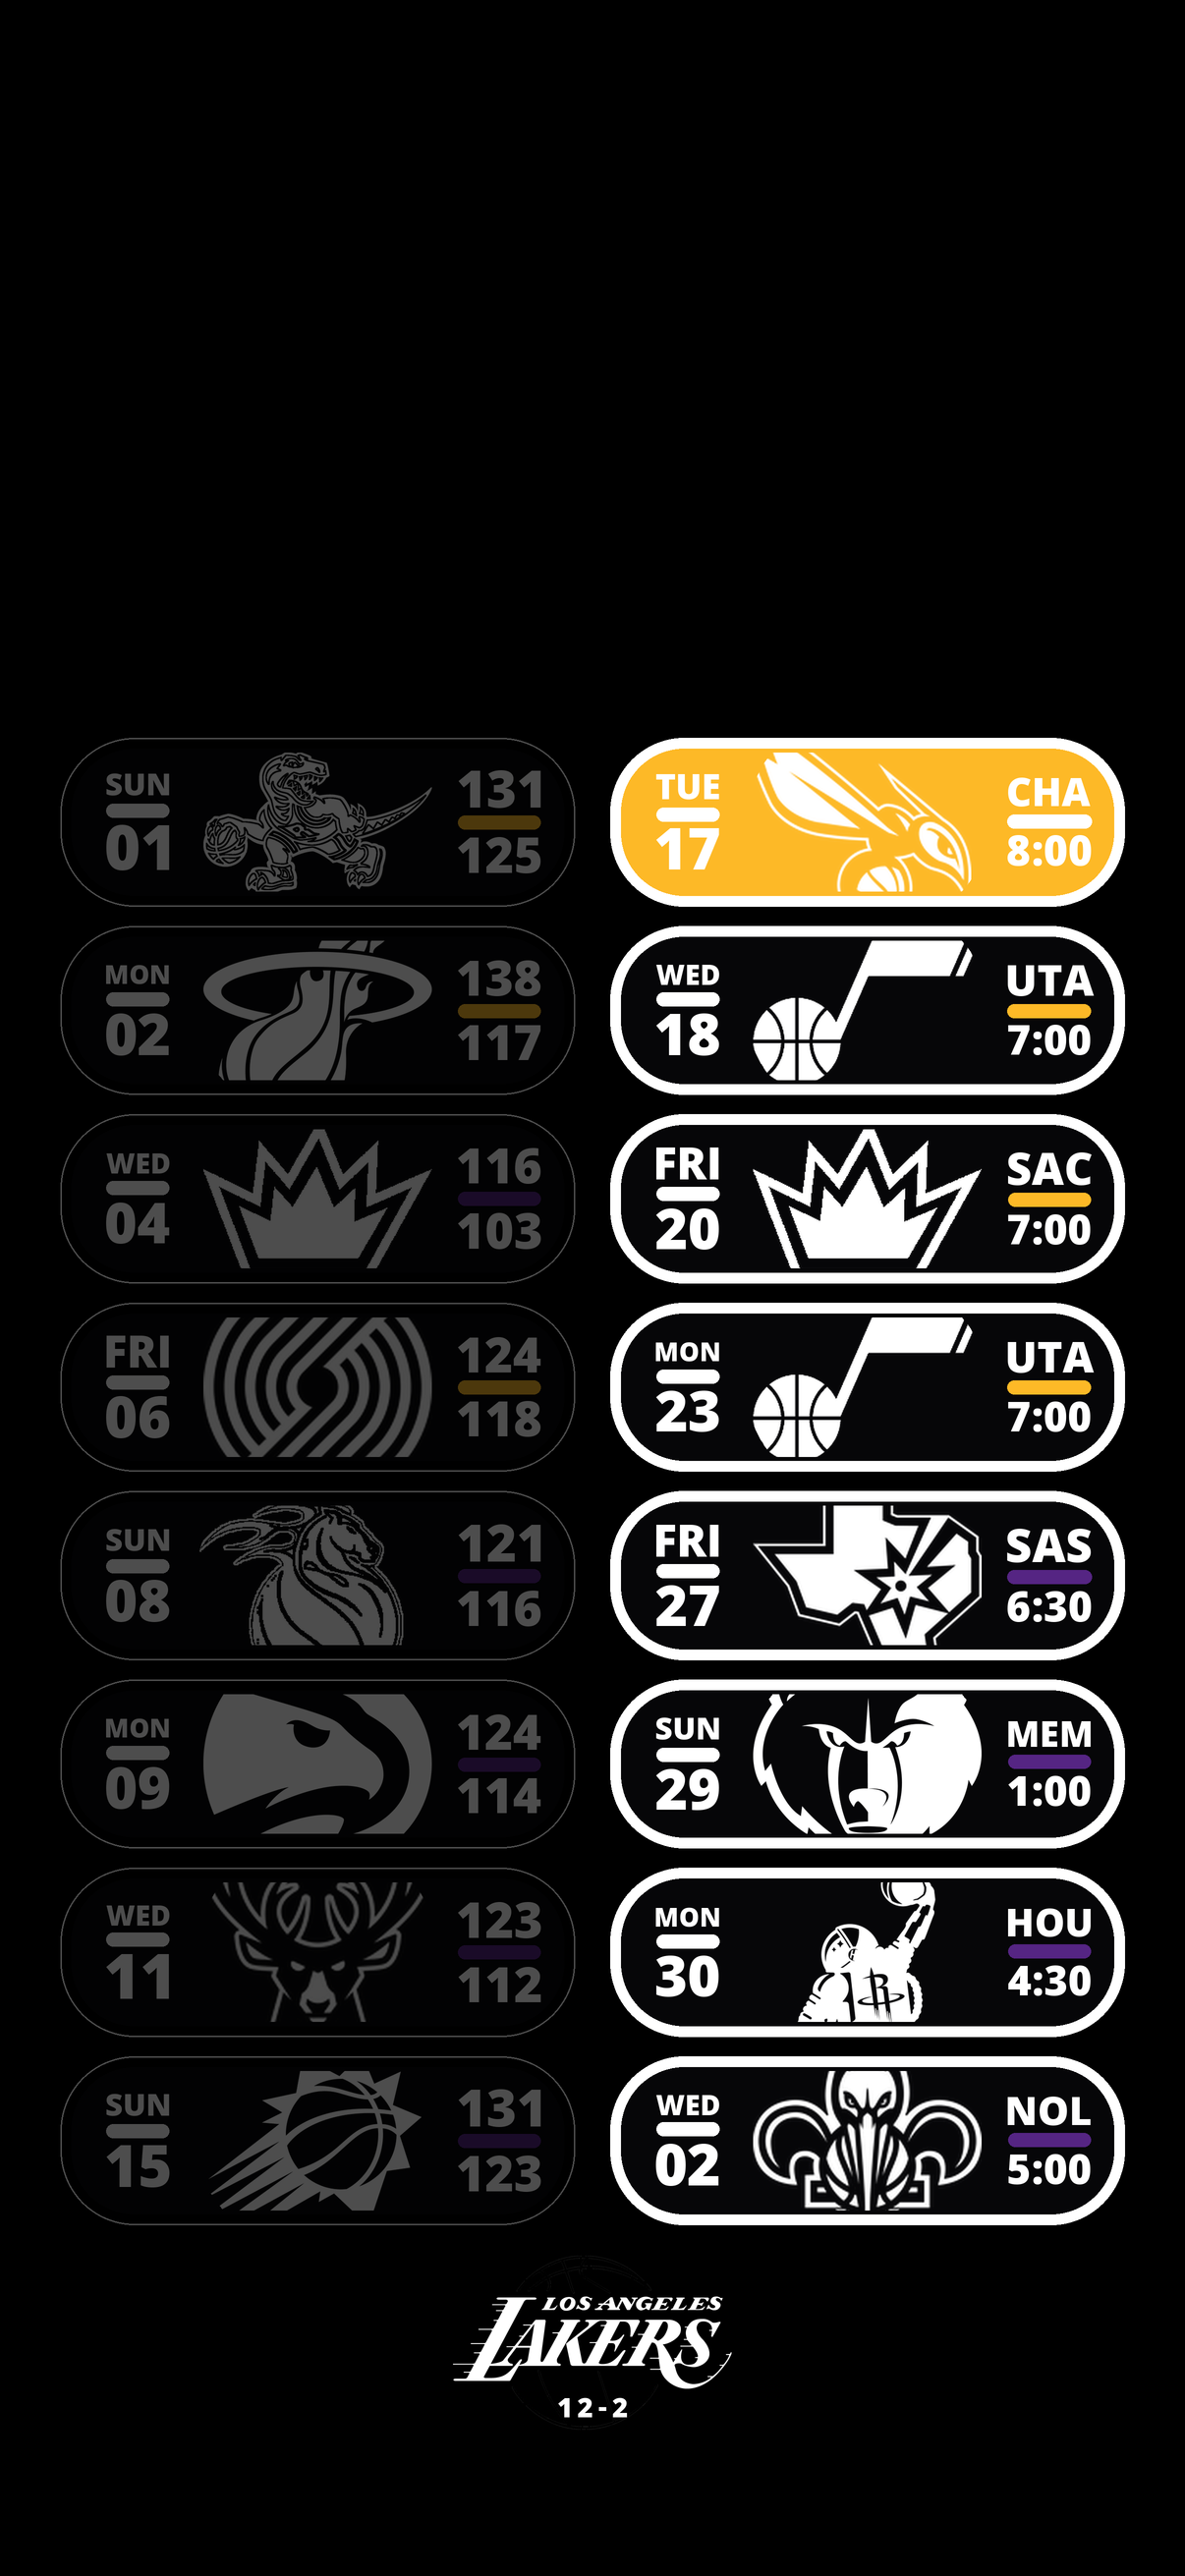 SUN
01
131
125
MON
02
138
117
WED
04
116
103
FRI
06
124
118
SUN
08
121
116
MON
09
124
114
WED
11
123
112
SUN
15
131
123
TUE
17
CHA
8:00
WED
18
UTA
7:00
FRI
20
SAC
7:00
MON
23
UTA
7:00
FRI
27
SAS
6:30
SUN
29
MEM
1:00
MON
30
R
HOU
4:30
WED
02
NOL
5:00
LOS ANGELES
LAKERS
12-2